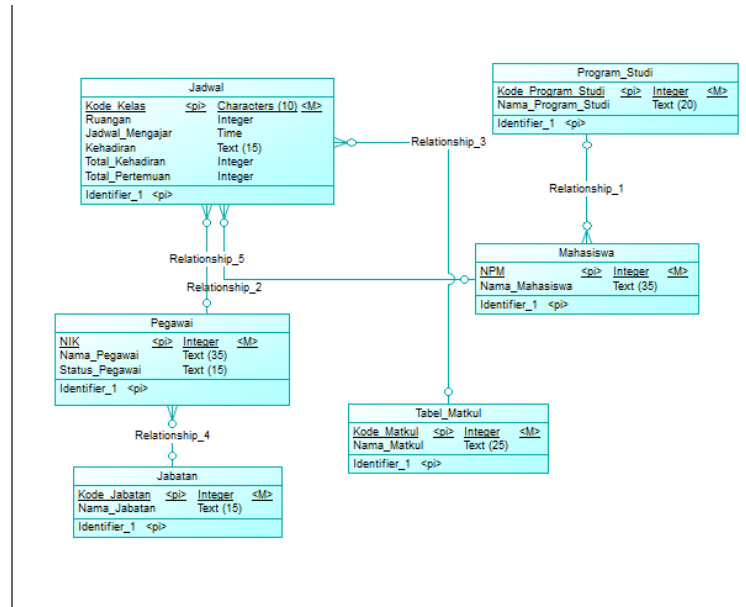 Jadwal
Kode_Kelas <pi> Characters (10) <M>
Ruangan Integer
Jadwal_Mengajar Time
Kehadiran Text (15)
Total_Kehadiran Integer
Total_Pertemuan Integer
Identifier_1 <pi>
Program_Studi
Kode_Program_Studi <pi> Integer <M>
Nama_Program_Studi Text (20)
Identifier_1 <pi>
Relationship_3
Relationship_1
Relationship_5
Relationship_2
Mahasiswa
NPM <pi> Integer <M>
Nama_Mahasiswa Text (35)
Identifier_1 <pi>
Pegawai
NIK <pi> Integer <M>
Nama_Pegawai Text (35)
Status_Pegawai Text (15)
Identifier_1 <pi>
Relationship_4
Tabel_Matkul
Kode_Matkul <pi> Integer <M>
Nama_Matkul Text (25)
Identifier_1 <pi>
Jabatan
Kode_Jabatan <pi> Integer <M>
Nama_Jabatan Text (15)
Identifier_1 <pi>